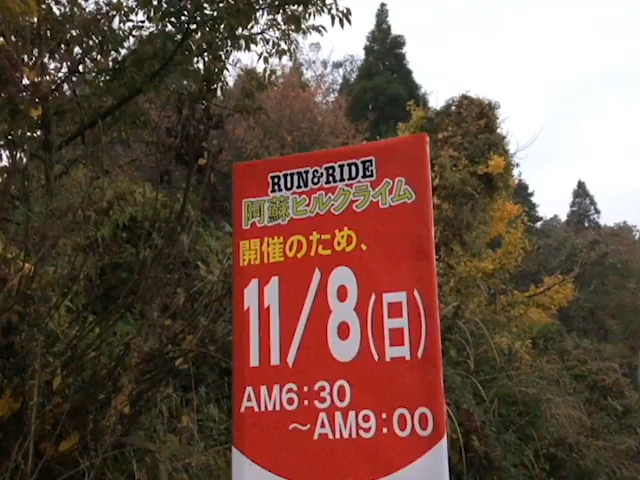 RUN&RIDE
阿蘇ヒルクライム
開催のため、
11/8(日)
AM6:30
～AM9:00